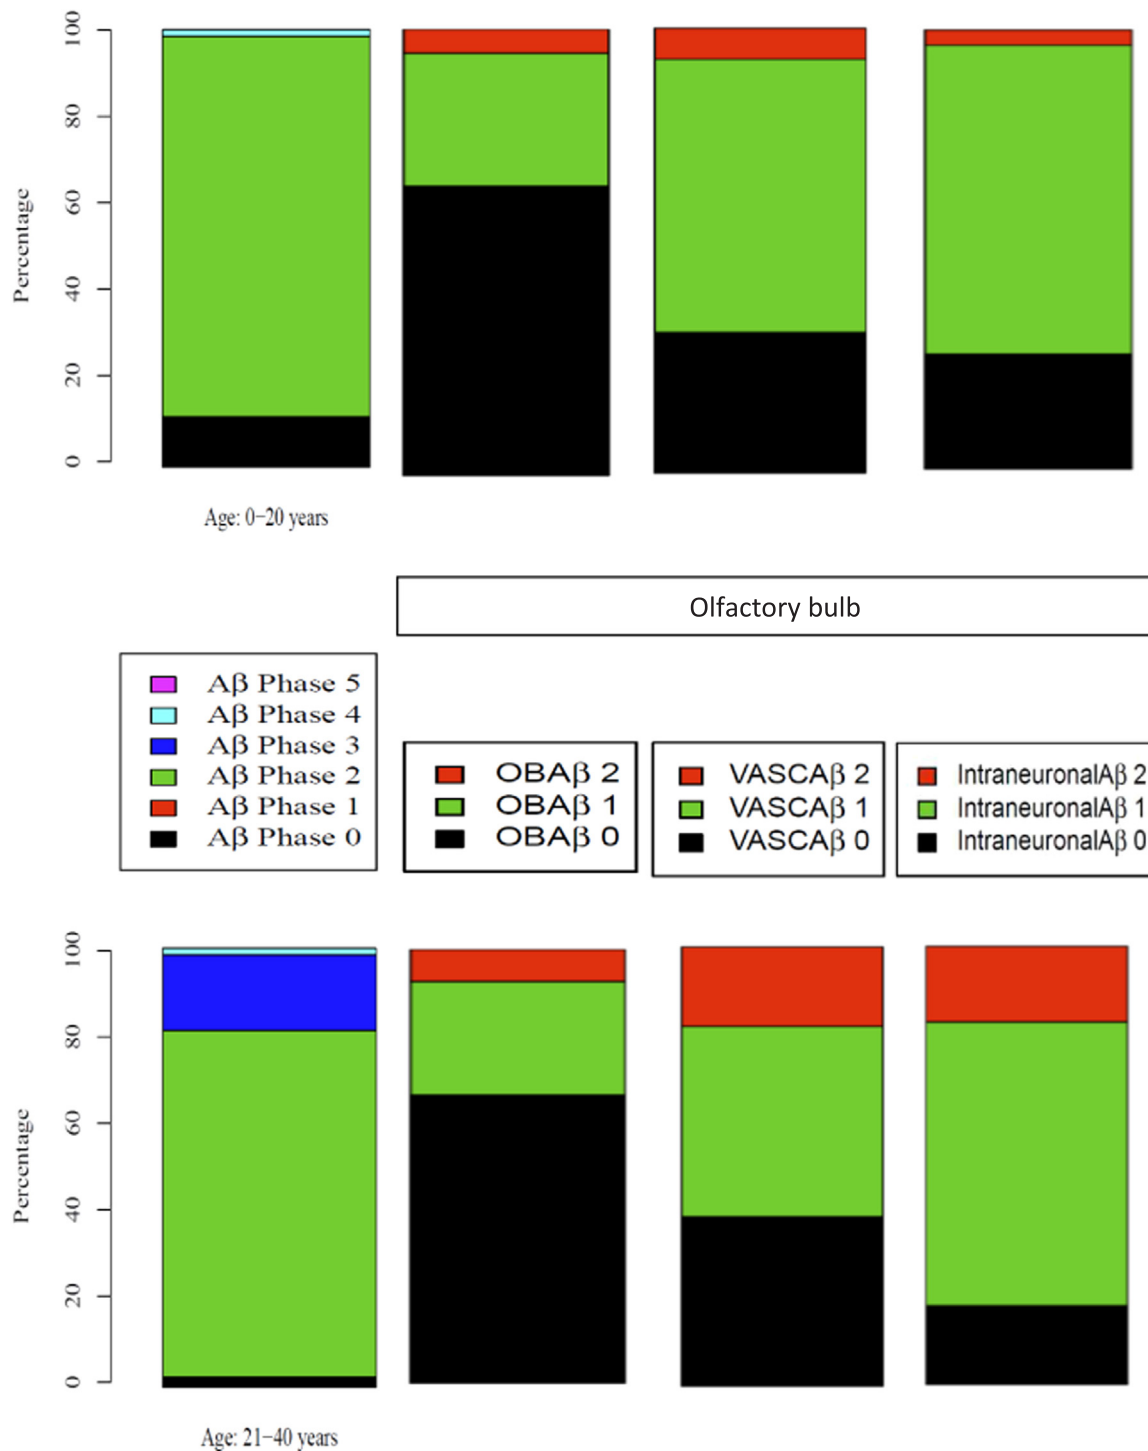 Percentage
100
80
60
40
20
0
Age: 0−20 years
Olfactory bulb
Aβ Phase 5
Aβ Phase 4
Aβ Phase 3
Aβ Phase 2
Aβ Phase 1
Aβ Phase 0
OBAβ 2
OBAβ 1
OBAβ 0
VASCAβ 2
VASCAβ 1
VASCAβ 0
IntraneuronalAβ 2
IntraneuronalAβ 1
IntraneuronalAβ 0
Percentage
100
80
60
40
20
0
Age: 21−40 years